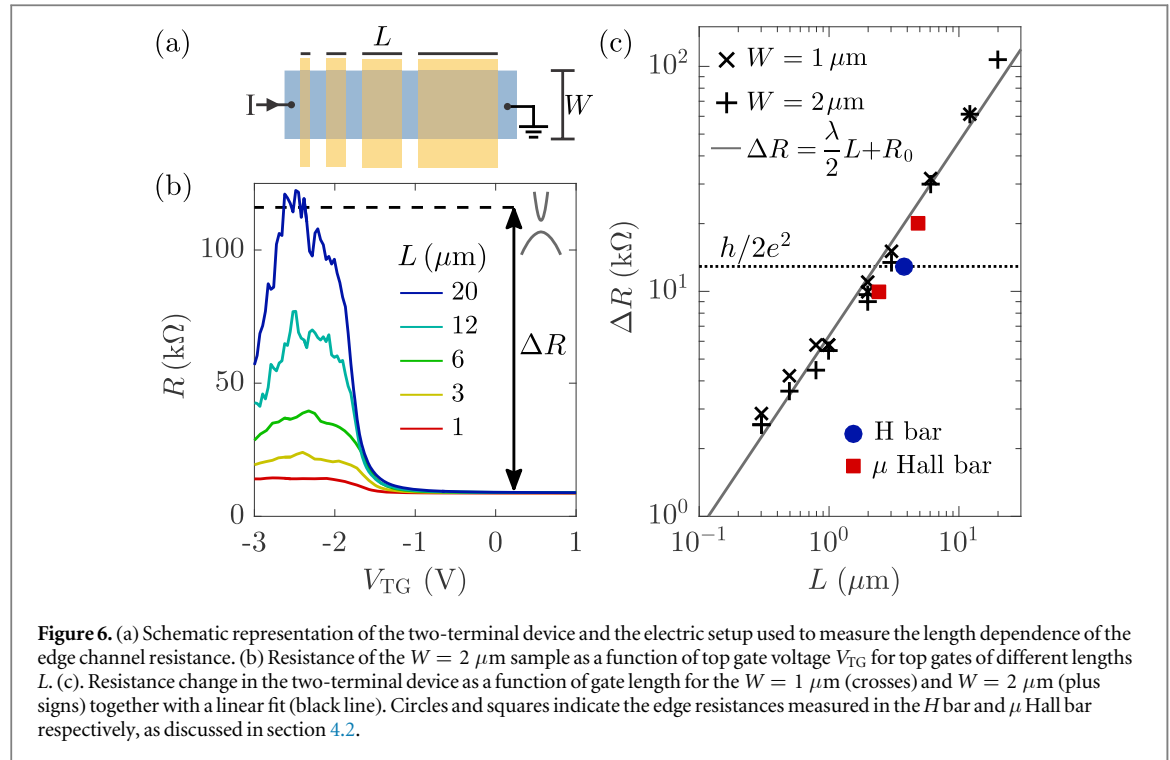 (a)
L
I
W
(b)
R (kΩ)
100
50
0
-3 -2 -1 0 1
V_TG (V)
L (μm)
20
12
6
3
1
ΔR
(c)
ΔR (kΩ)
10^2
10^1
10^0
10^-1 10^0 10^1
L (μm)
W = 1 μm
W = 2 μm
ΔR = λ/2 L+R_0
h/2e^2
H bar
μ Hall bar
Figure 6. (a) Schematic representation of the two-terminal device and the electric setup used to measure the length dependence of the
edge channel resistance. (b) Resistance of the W = 2 μm sample as a function of top gate voltage V_TG for top gates of different lengths
L. (c). Resistance change in the two-terminal device as a function of gate length for the W = 1 μm (crosses) and W = 2 μm (plus
signs) together with a linear fit (black line). Circles and squares indicate the edge resistances measured in the H bar and μ Hall bar
respectively, as discussed in section 4.2.